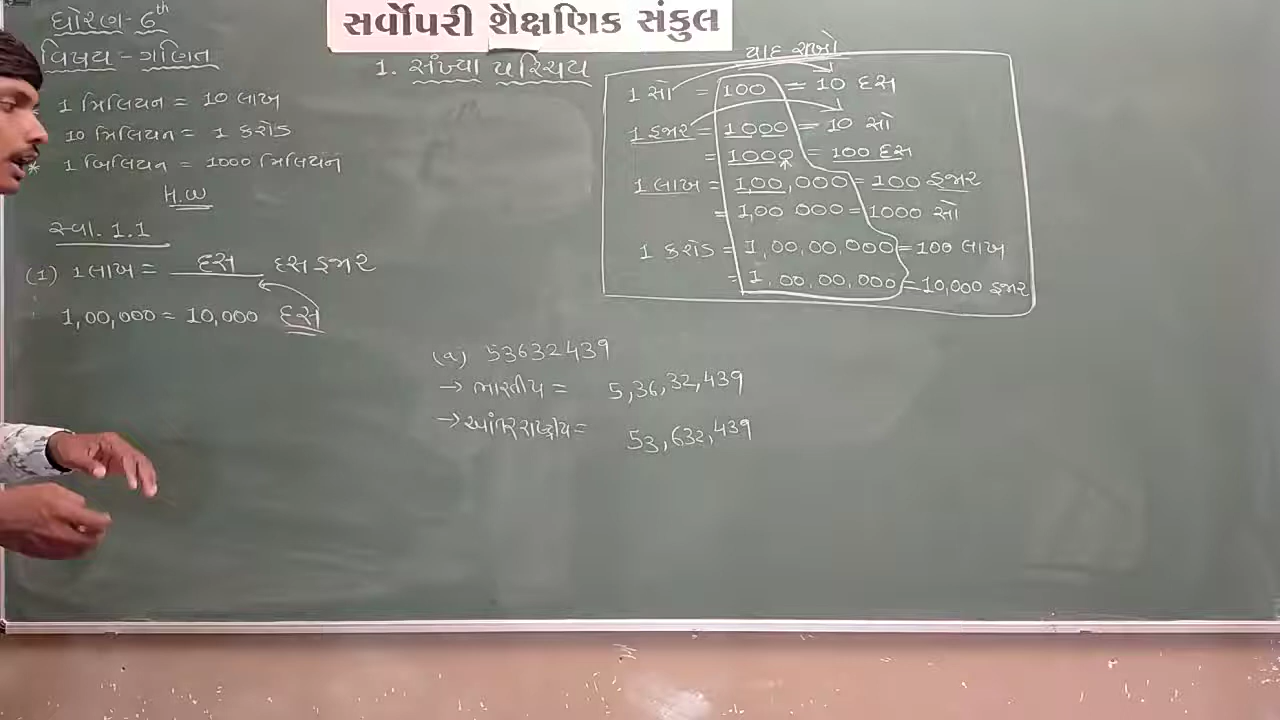 સર્વોપરી શૈક્ષણિક સંકુલ
ધોરણ- 6th
વિષય - ગણિત
1 મિલિયન = 10 લાખ
10 મિલિયન = 1 કરોડ
* 1 બિલિયન = 1000 મિલિયન
H.W
સ્વા. 1.1
(1) 1 લાખ = દસ દસ હજાર
1,00,000 = 10,000 દસ
1. સંખ્યા પરિચય
યાદ રાખો
1 સો = 100 = 10 દસ
1 હજાર = 1000 = 10 સો
= 1000 = 100 દસ
1 લાખ = 1,00,000 = 100 હજાર
= 1,00 000 = 1000 સો
1 કરોડ = 1,00,00,000 = 100 લાખ
= 1,00,00,000 = 10,000 હજાર
(a) 53632439
→ ભારતીય = 5,36,32,439
→ આંતરરાષ્ટ્રીય = 53,632,439